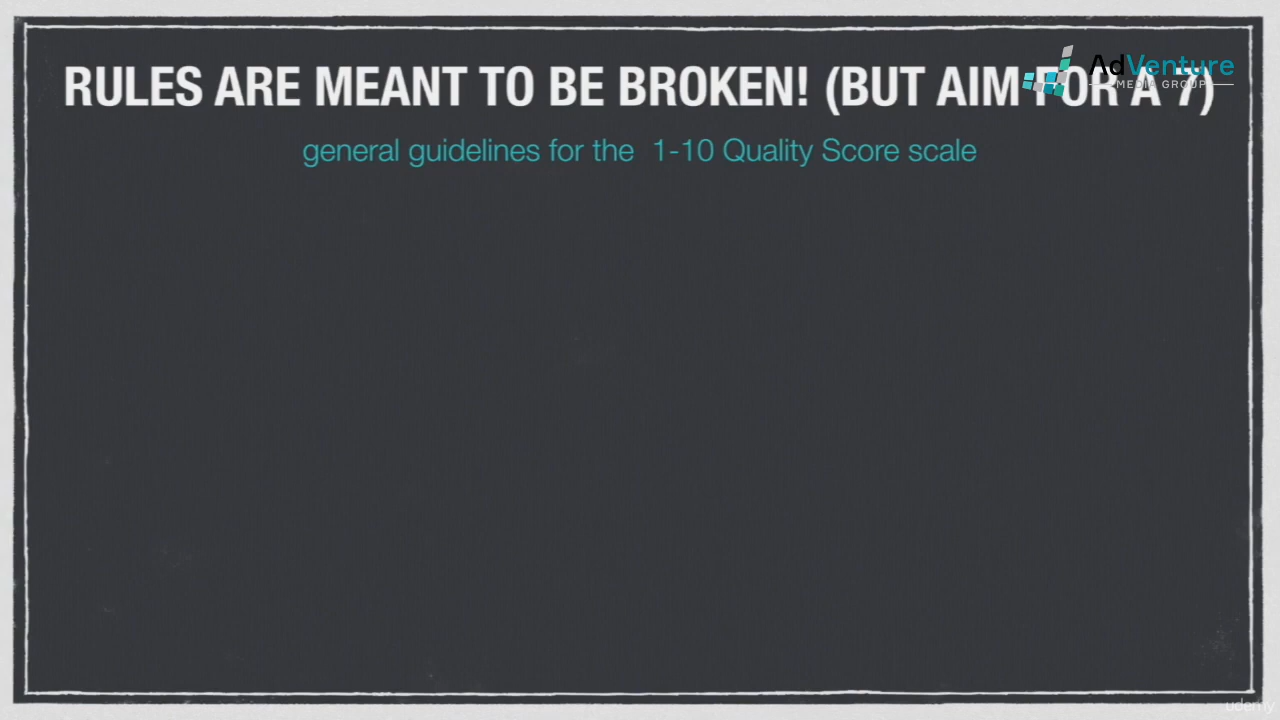 RULES ARE MEANT TO BE BROKEN! (BUT AIM FOR A 7)
AdVenture
MEDIA GROUP
general guidelines for the 1-10 Quality Score scale
udemy